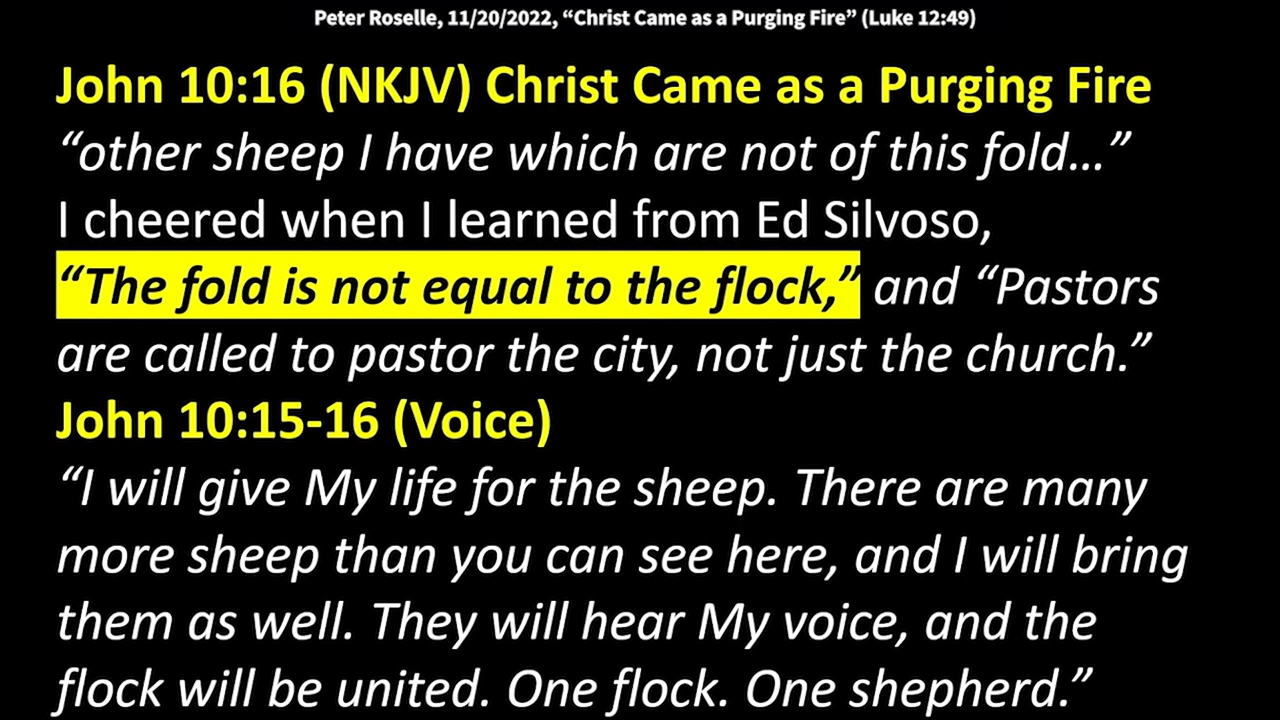 Peter Roselle, 11/20/2022, “Christ Came as a Purging Fire” (Luke 12:49)
John 10:16 (NKJV) Christ Came as a Purging Fire
“other sheep I have which are not of this fold…”
I cheered when I learned from Ed Silvoso,
“The fold is not equal to the flock,” and “Pastors
are called to pastor the city, not just the church.”
John 10:15-16 (Voice)
“I will give My life for the sheep. There are many
more sheep than you can see here, and I will bring
them as well. They will hear My voice, and the
flock will be united. One flock. One shepherd.”